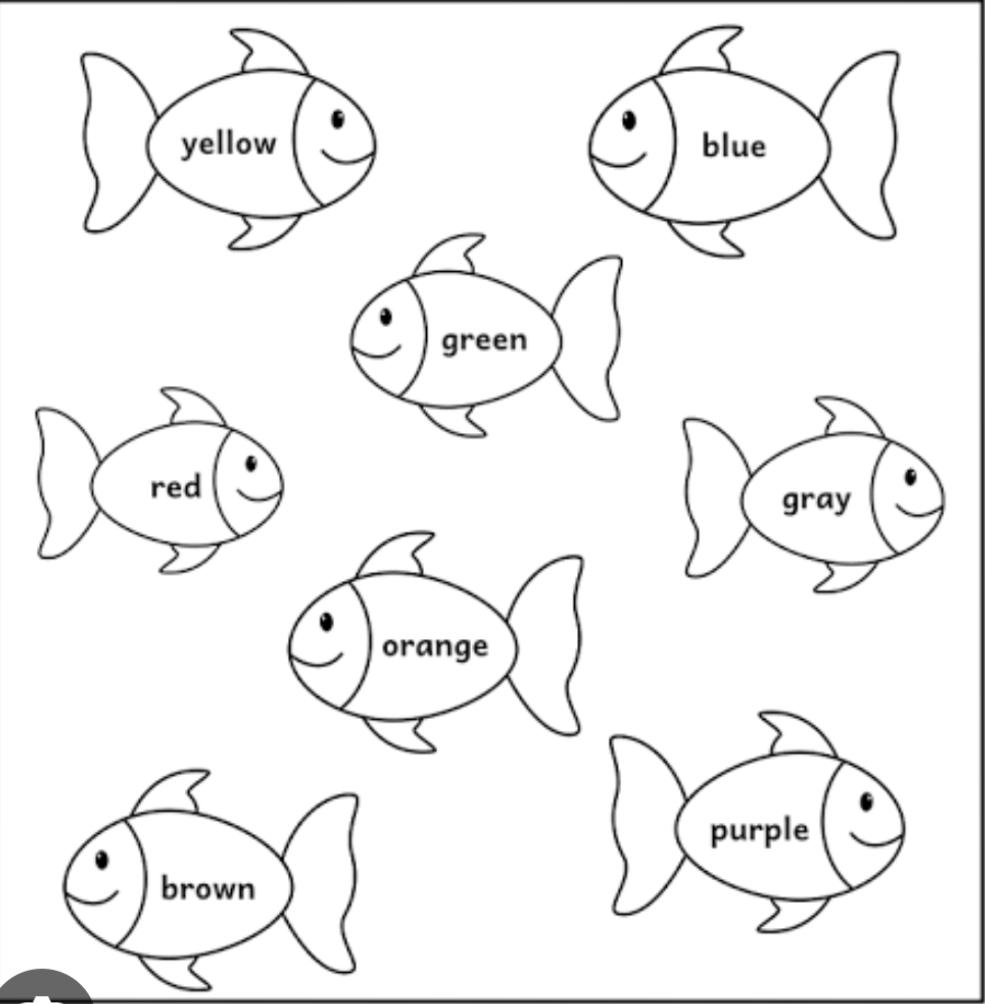 yellow
blue
green
red
gray
orange
purple
brown